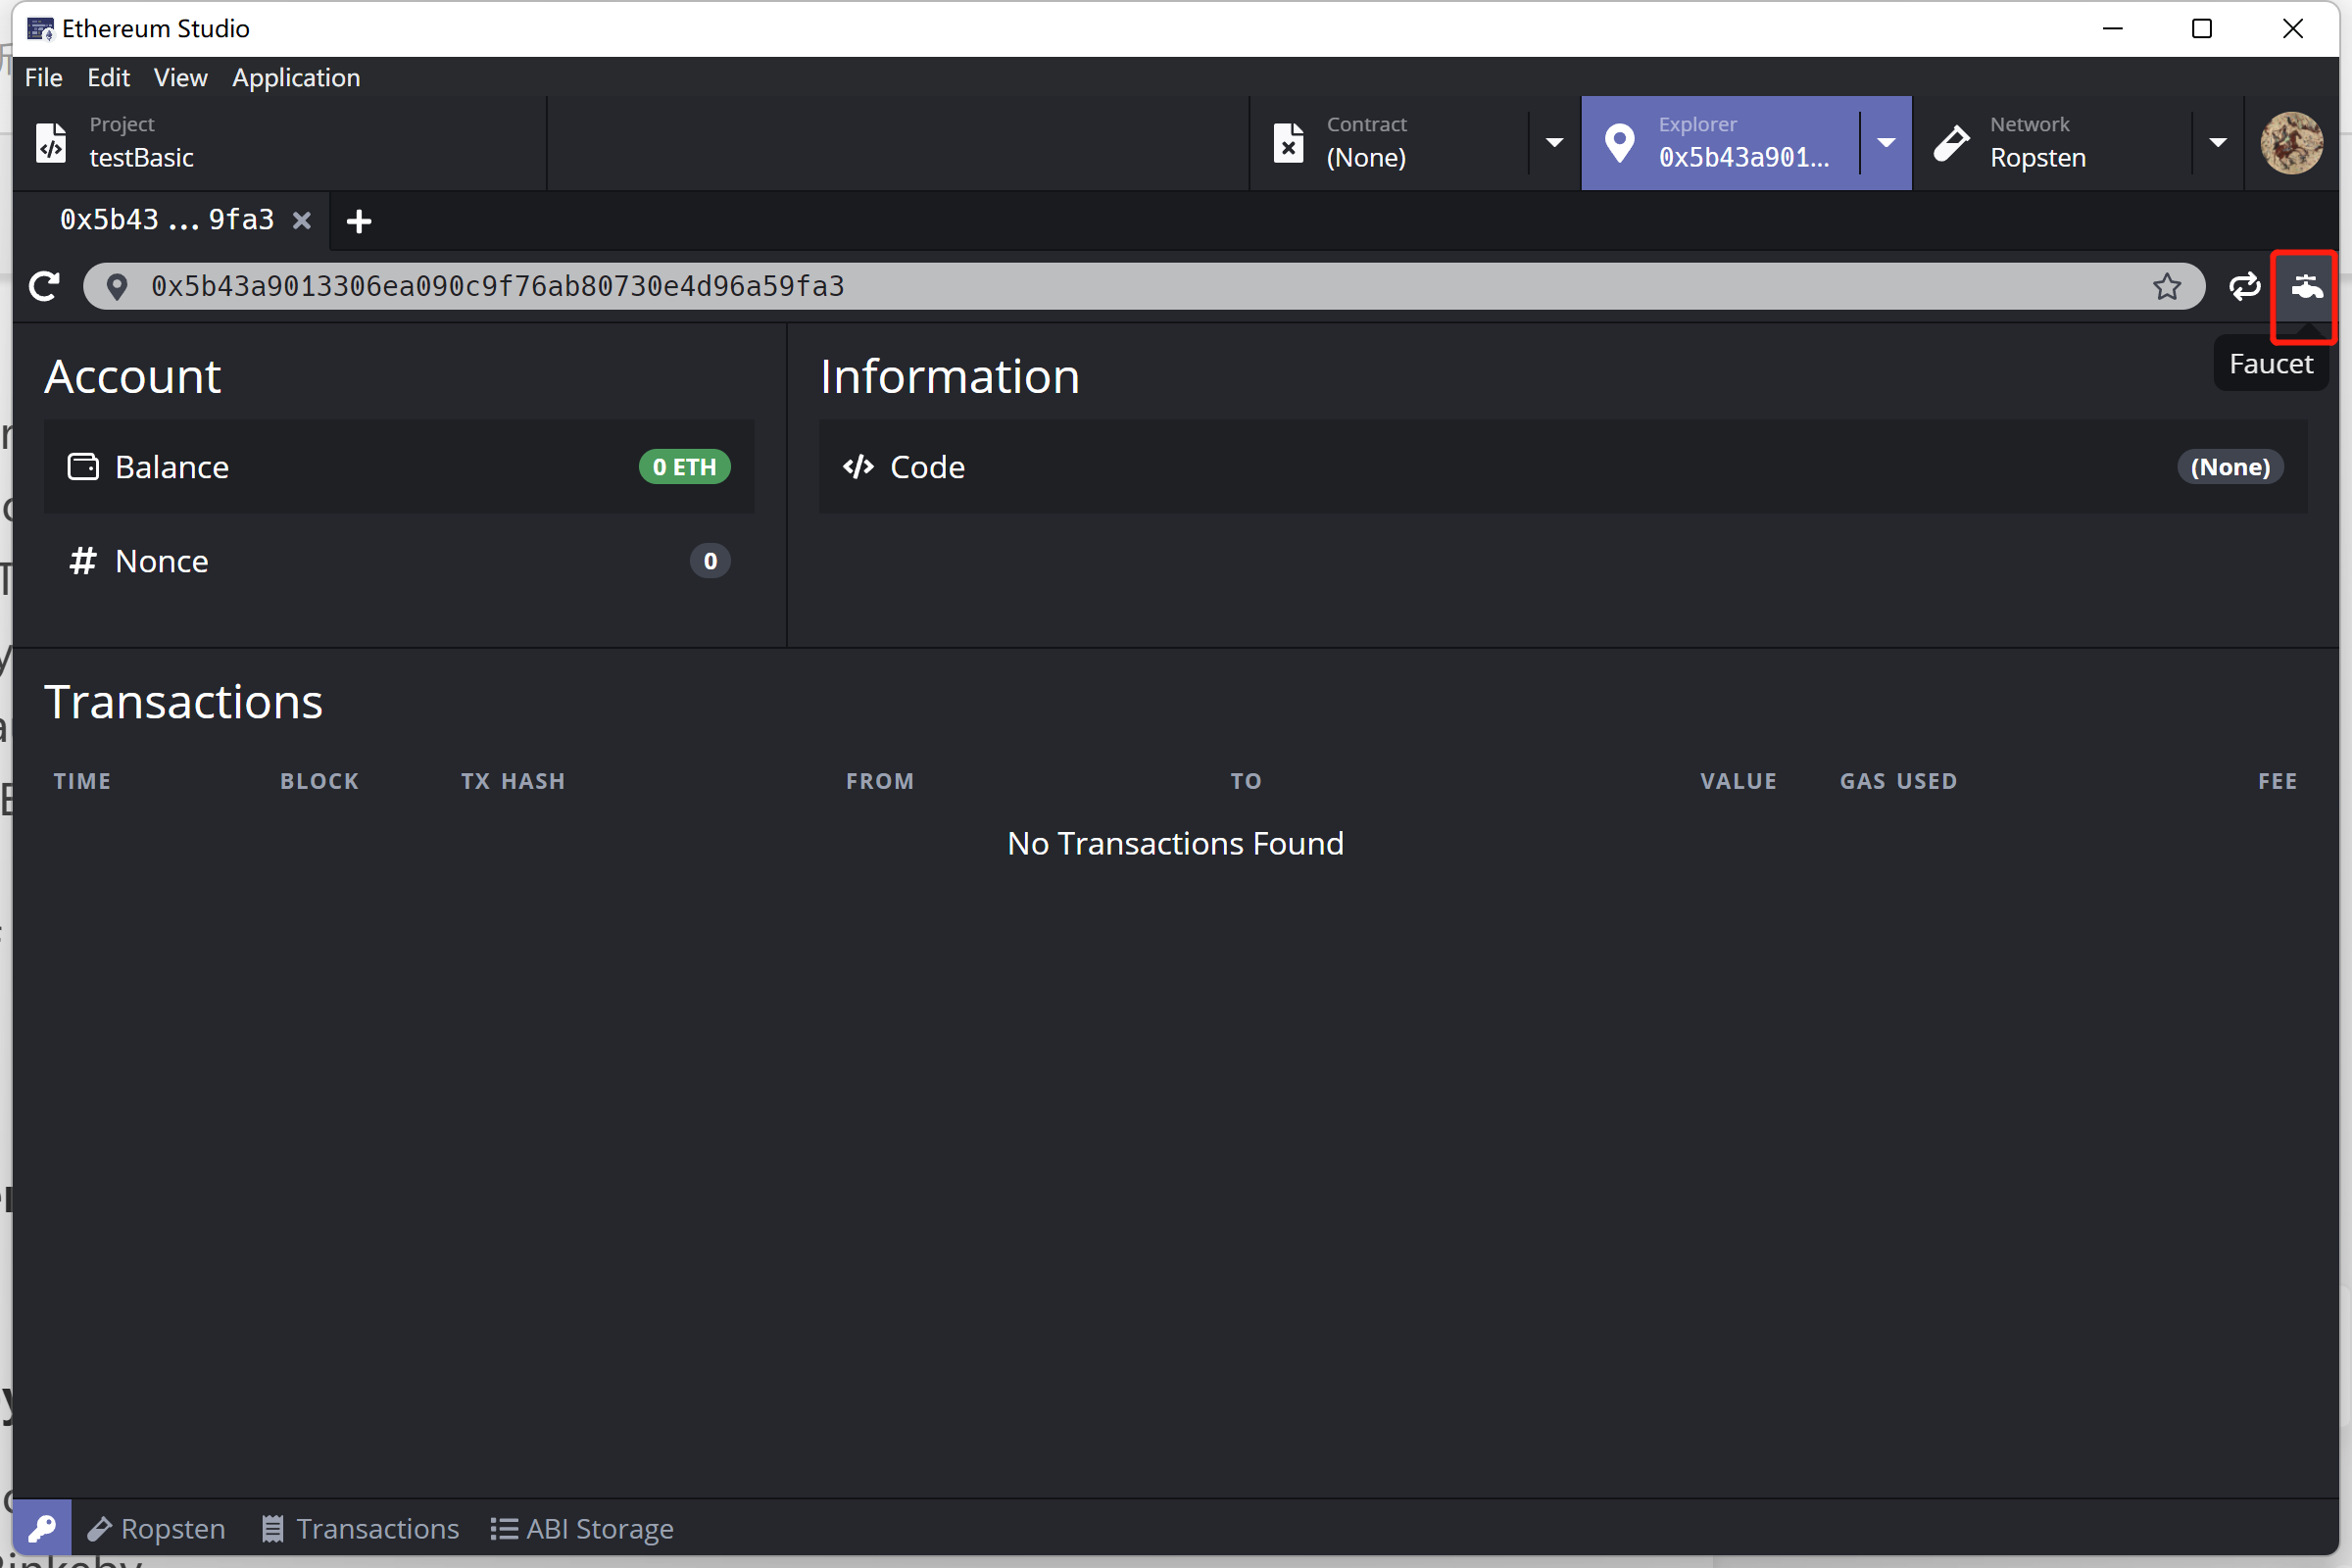 Ethereum Studio
File Edit View Application
Project
testBasic
Contract
(None)
Explorer
0x5b43a901...
Network
Ropsten
0x5b43 ... 9fa3
0x5b43a9013306ea090c9f76ab80730e4d96a59fa3
Faucet
Account
Information
Balance 0 ETH
Code (None)
Nonce 0
Transactions
TIME BLOCK TX HASH FROM TO VALUE GAS USED FEE
No Transactions Found
Ropsten Transactions ABI Storage